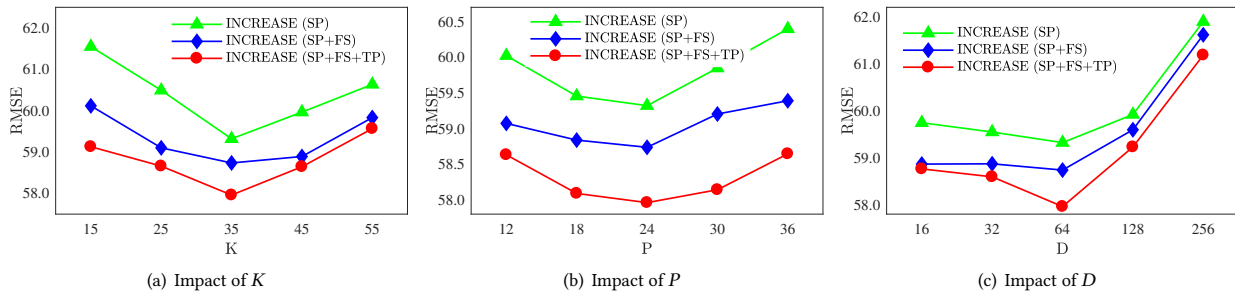 62.0
61.0
60.0
59.0
58.0
RMSE
INCREASE (SP)
INCREASE (SP+FS)
INCREASE (SP+FS+TP)
15 25 35 45 55
K
(a) Impact of K
60.5
60.0
59.5
59.0
58.5
58.0
RMSE
INCREASE (SP)
INCREASE (SP+FS)
INCREASE (SP+FS+TP)
12 18 24 30 36
P
(b) Impact of P
62.0
61.0
60.0
59.0
58.0
RMSE
INCREASE (SP)
INCREASE (SP+FS)
INCREASE (SP+FS+TP)
16 32 64 128 256
D
(c) Impact of D